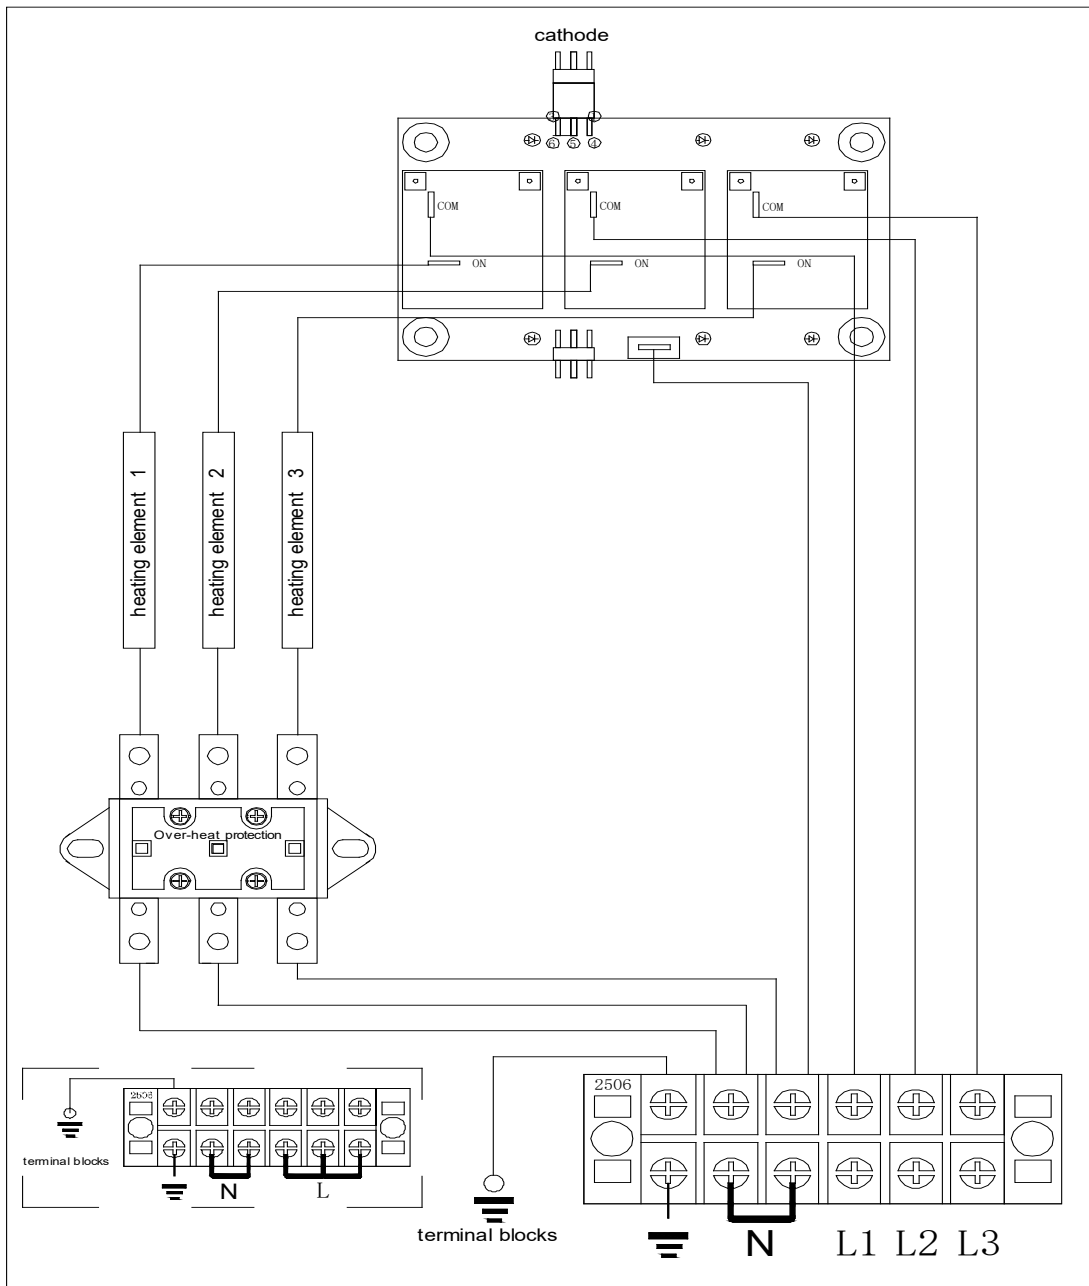 cathode
6 5 4
COM
COM
COM
ON
ON
ON
heating element 1
heating element 2
heating element 3
Over-heat protection
2506
terminal blocks
N
L
2506
terminal blocks
N
L1 L2 L3